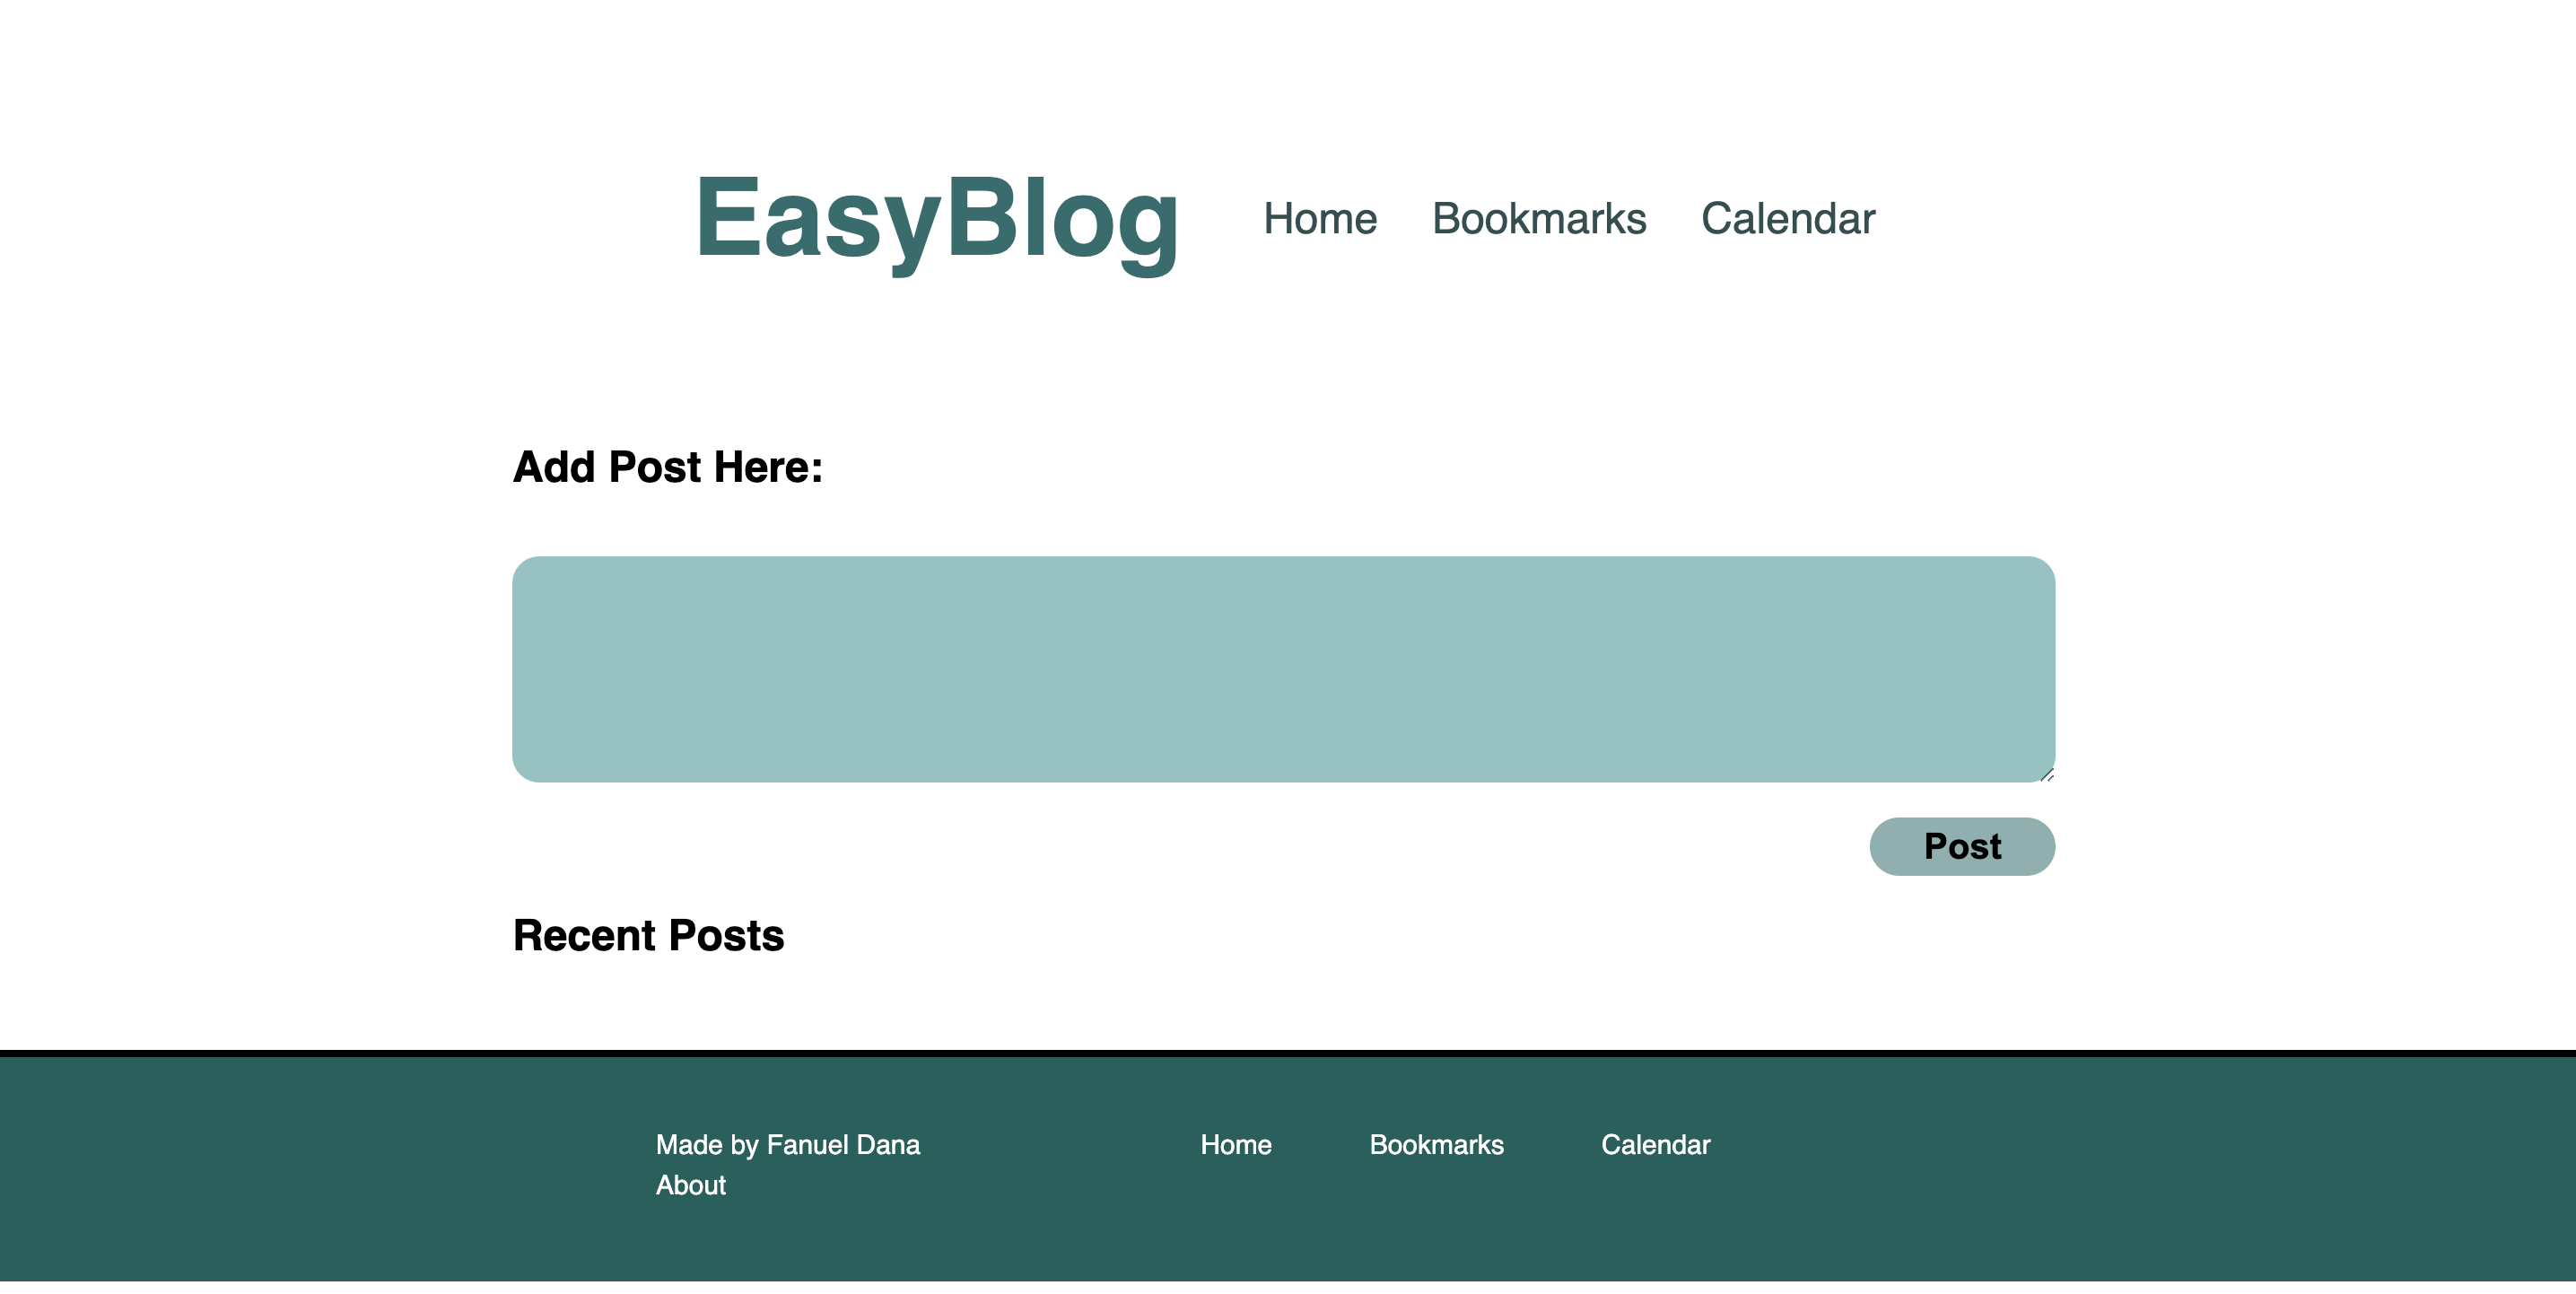 EasyBlog Home Bookmarks Calendar
Add Post Here:
Post
Recent Posts
Made by Fanuel Dana Home Bookmarks Calendar
About